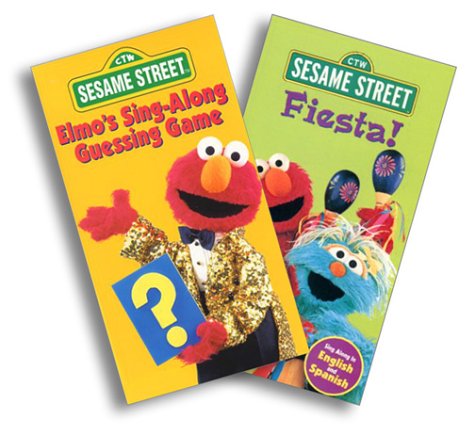 CTW
SESAME STREET
Elmo's Sing-Along
Guessing Game
?
CTW
SESAME STREET
Fiesta!
Sing Along in
English
and
Spanish